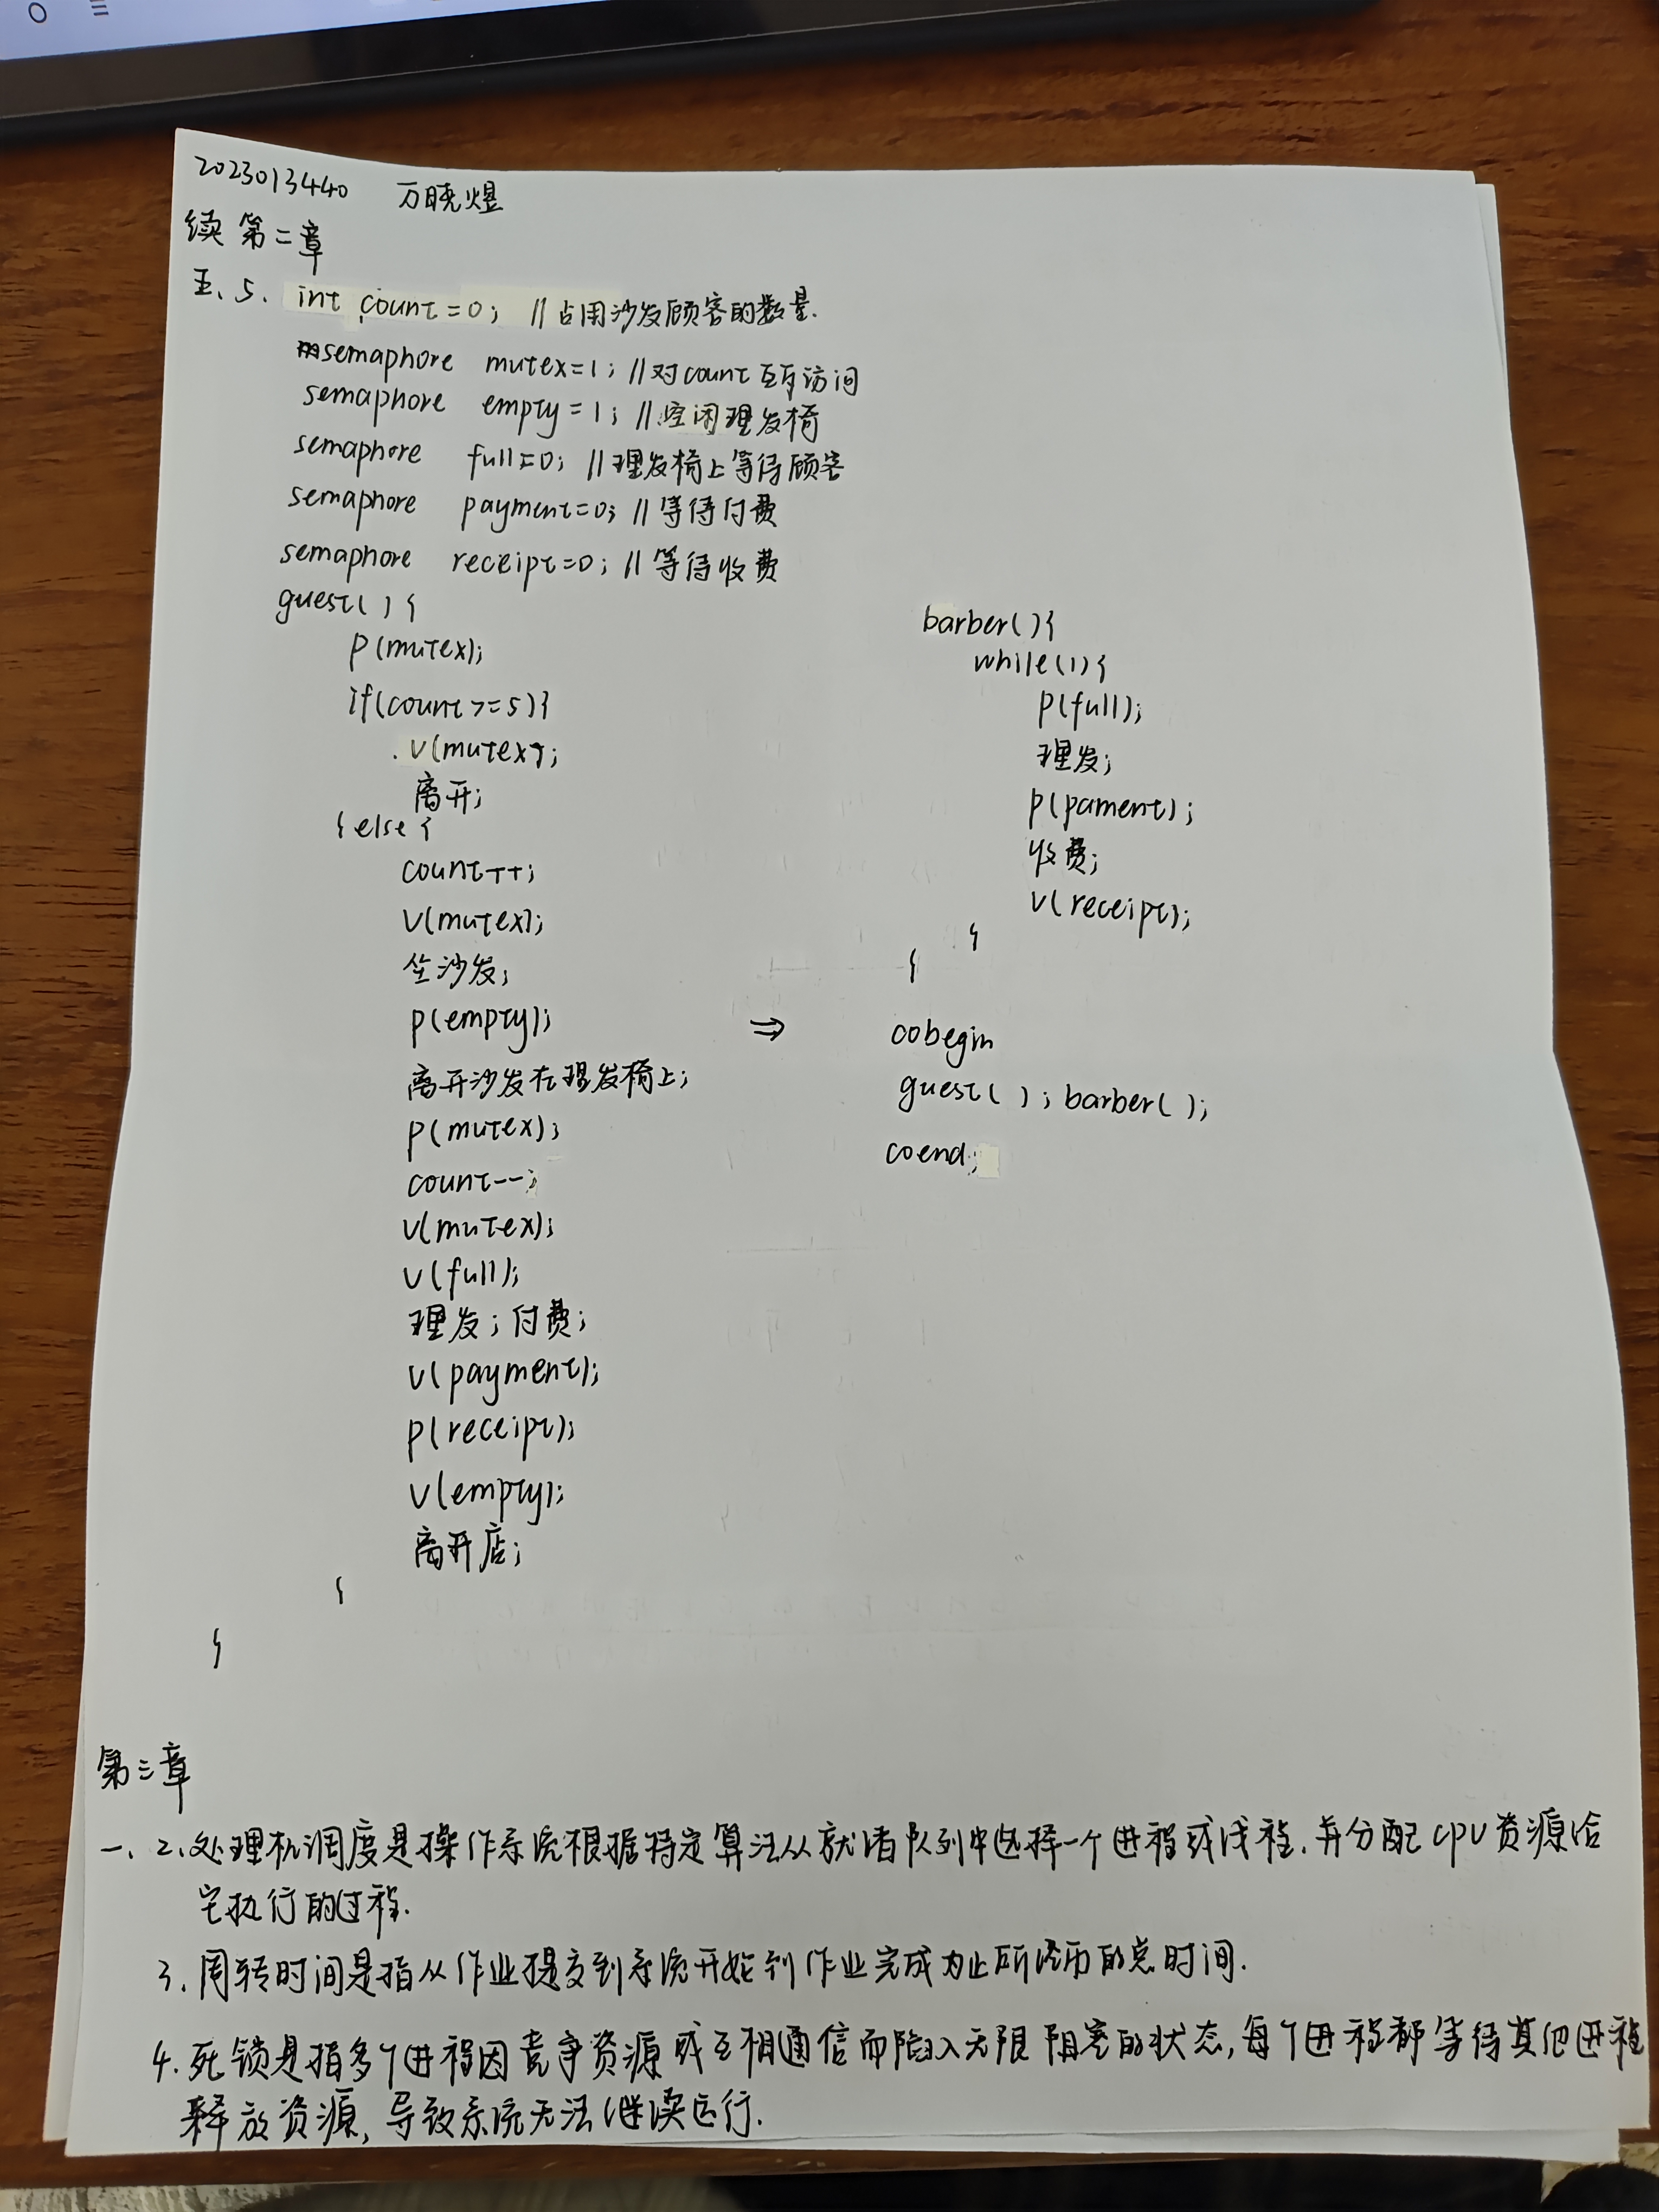 2023013440 万晓煜
续第二章
五、5. int count=0; //占用沙发顾客的数量.
semaphore mutex=1; //对count互斥访问
semaphore empty=1; //空闲理发椅
semaphore full=0; //理发椅上等待顾客
semaphore payment=0; //等待付费
semaphore receipt=0; //等待收费
guest(){
p(mutex);
if(count>=5){
v(mutex);
离开;
}else{
count++;
v(mutex);
坐沙发;
p(empty);
离开沙发在理发椅上;
p(mutex);
count--;
v(mutex);
v(full);
理发;付费;
v(payment);
p(receipt);
v(empty);
离开店;
}
}
⇒
barber(){
while(1){
p(full);
理发;
p(pament);
收费;
v(receipt);
}
}
cobegin
guest();barber();
coend;
第三章
一、2.处理机调度是操作系统根据特定算法从就绪队列中选择一个进程或线程.并分配CPU资源给
它执行的过程.
3.周转时间是指从作业提交到系统开始到作业完成为止所经历的总时间.
4.死锁是指多个进程因竞争资源或互相通信而陷入无限阻塞的状态,每个进程都等待其他进程
释放资源,导致系统无法继续运行.